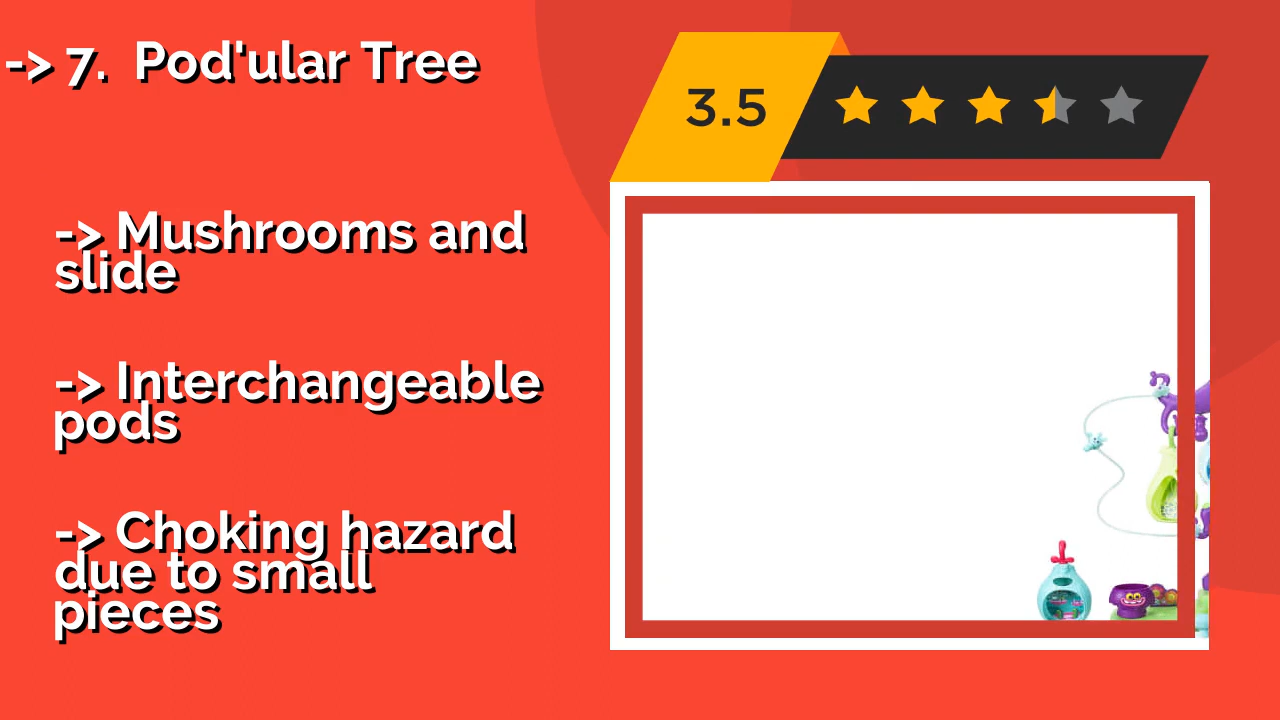 -> 7. Pod'ular Tree
3.5
-> Mushrooms and
slide
-> Interchangeable
pods
-> Choking hazard
due to small
pieces